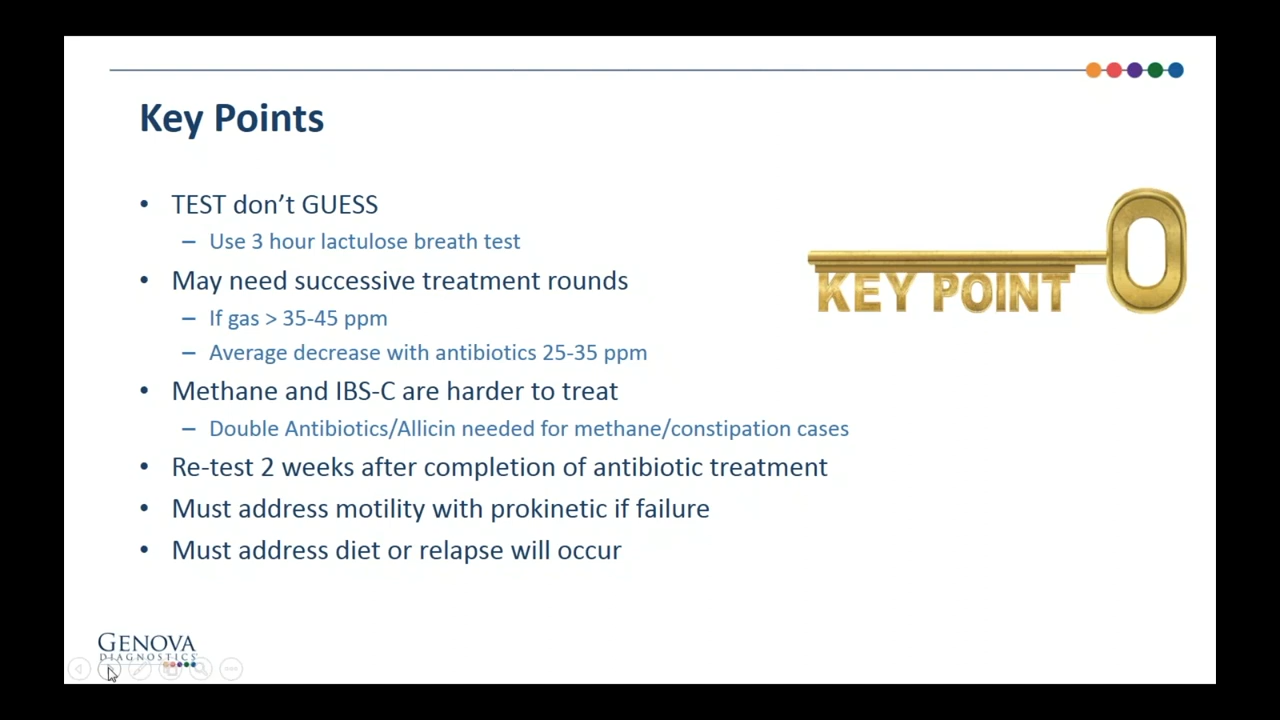 Key Points
• TEST don't GUESS
– Use 3 hour lactulose breath test
• May need successive treatment rounds
– If gas > 35-45 ppm
– Average decrease with antibiotics 25-35 ppm
• Methane and IBS-C are harder to treat
– Double Antibiotics/Allicin needed for methane/constipation cases
• Re-test 2 weeks after completion of antibiotic treatment
• Must address motility with prokinetic if failure
• Must address diet or relapse will occur
KEY POINT
GENOVA
DIAGNOSTICS